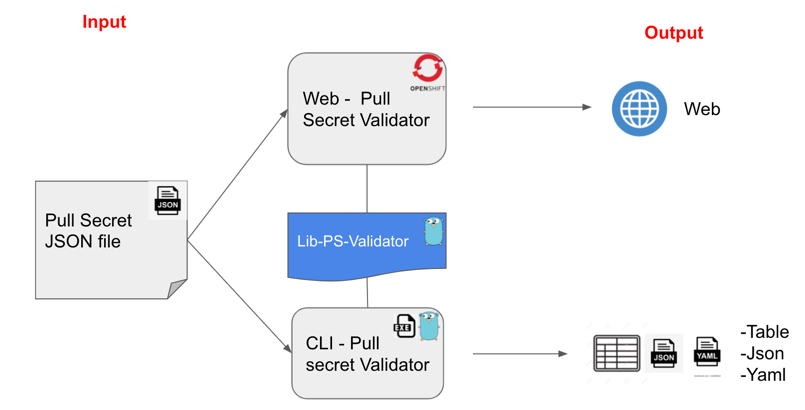 Input
Output
OPENSHIFT
Web - Pull
Secret Validator
Web
JSON
Pull Secret
JSON file
Lib-PS-Validator
EXE
CLI - Pull
secret Validator
JSON
YAML
-Table
-Json
-Yaml